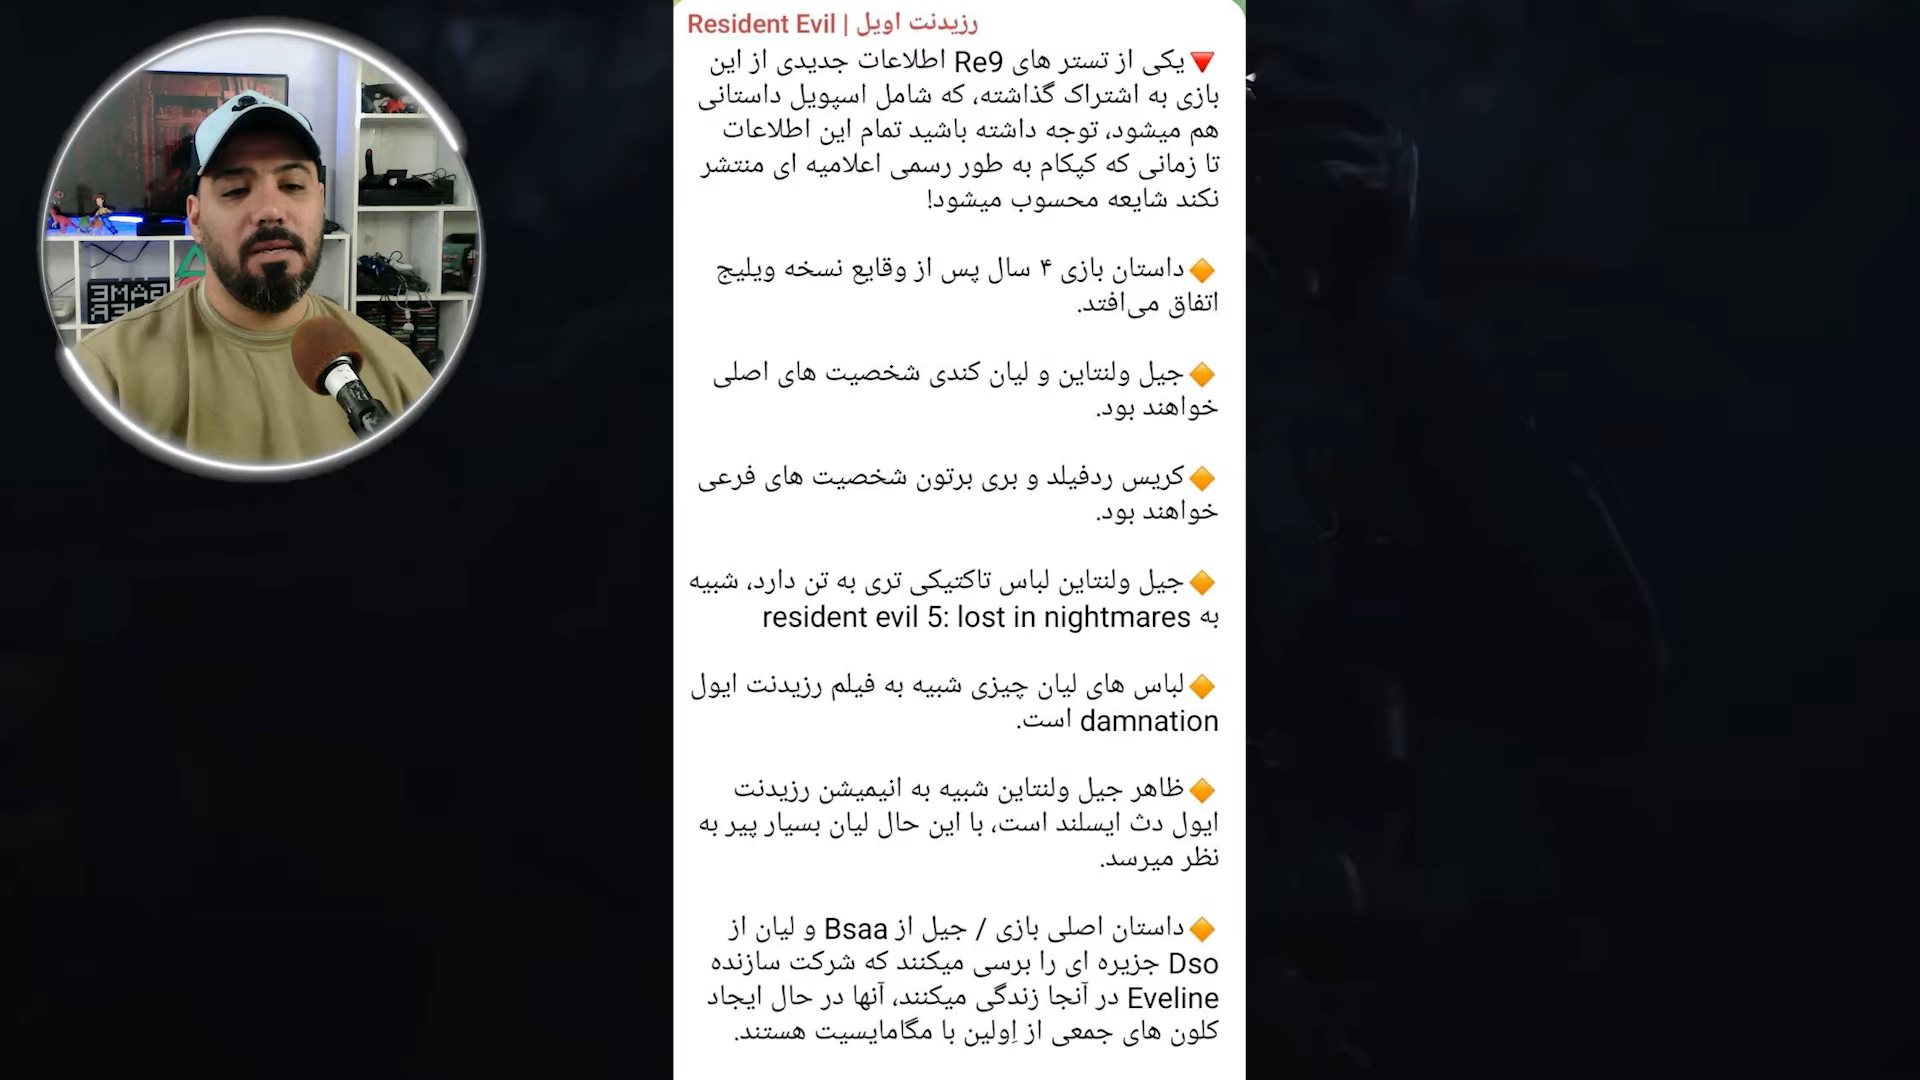 Resident Evil | رزیدنت اویل
🔻یکی از تستر های Re9 اطلاعات جدیدی از این
بازی به اشتراک گذاشته، که شامل اسپویل داستانی
هم میشود، توجه داشته باشید تمام این اطلاعات
تا زمانی که کپکام به طور رسمی اعلامیه ای منتشر
نکند شایعه محسوب میشود!
🔶داستان بازی ۴ سال پس از وقایع نسخه ویلیج
اتفاق می‌افتد.
🔶جیل ولنتاین و لیان کندی شخصیت های اصلی
خواهند بود.
🔶کریس ردفیلد و بری برتون شخصیت های فرعی
خواهند بود.
🔶جیل ولنتاین لباس تاکتیکی تری به تن دارد، شبیه
به resident evil 5: lost in nightmares
🔶لباس های لیان چیزی شبیه به فیلم رزیدنت ایول
damnation است.
🔶ظاهر جیل ولنتاین شبیه به انیمیشن رزیدنت
ایول دث ایسلند است، با این حال لیان بسیار پیر به
نظر میرسد.
🔶داستان اصلی بازی / جیل از Bsaa و لیان از
Dso جزیره ای را برسی میکنند که شرکت سازنده
Eveline در آنجا زندگی میکنند، آنها در حال ایجاد
کلون های جمعی از اِولین با مگامایسیت هستند.
GAME
OVER